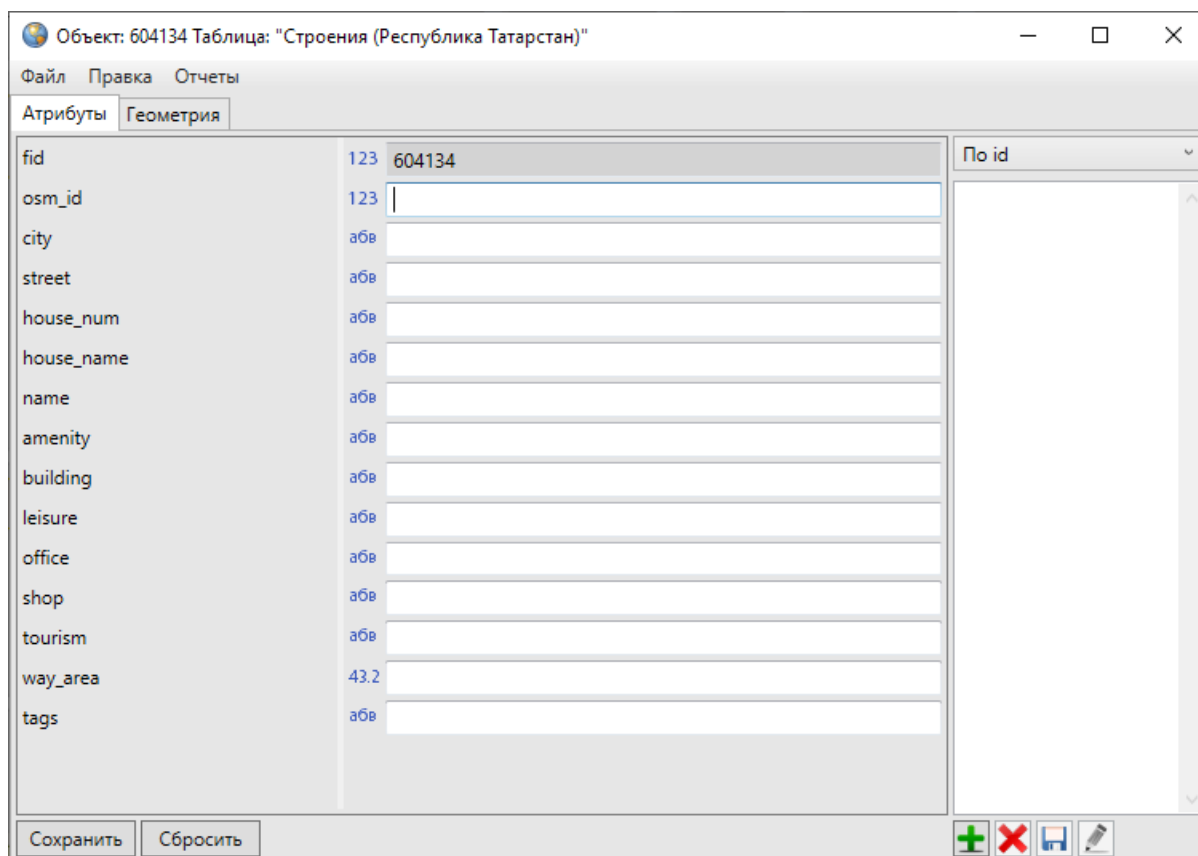 Объект: 604134 Таблица: "Строения (Республика Татарстан)"
Файл Правка Отчеты
Атрибуты Геометрия
fid 123 604134 По id
osm_id 123
city абв
street абв
house_num абв
house_name абв
name абв
amenity абв
building абв
leisure абв
office абв
shop абв
tourism абв
way_area 43.2
tags абв
Сохранить Сбросить